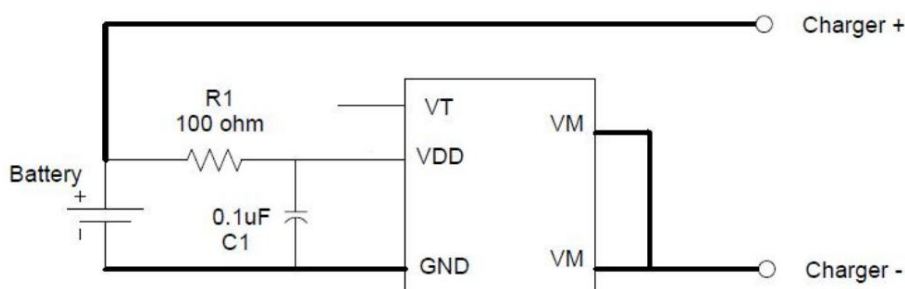 Charger +
R1
100 ohm
VT
VM
VDD
Battery
+
-
0.1uF
C1
GND
VM
Charger -